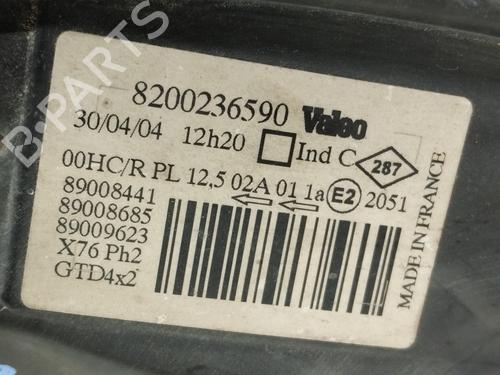 B-PARTS
8200236590 Valeo
30/04/04 12h20 Ind C 287
00HC/R PL 12,5 02A 01 1a E2 2051
89008441
89008685
89009623
X76 Ph2
GTD4x2
MADE IN FRANCE